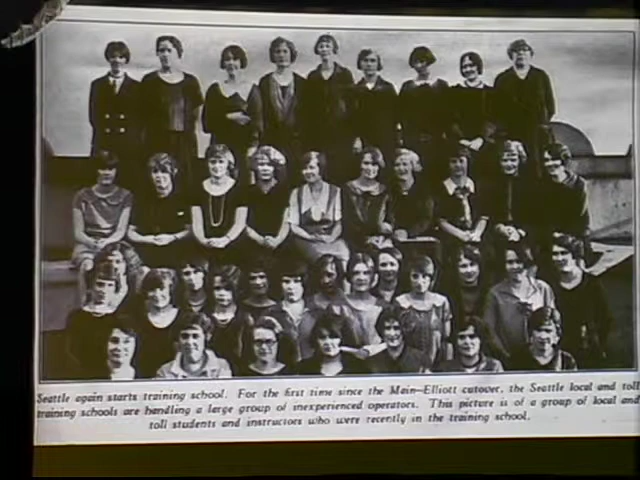 Seattle again starts training school. For the first time since the Main-Elliott cutover, the Seattle local and toll
training schools are handling a large group of inexperienced operators. This picture is of a group of local and
toll students and instructors who were recently in the training school.